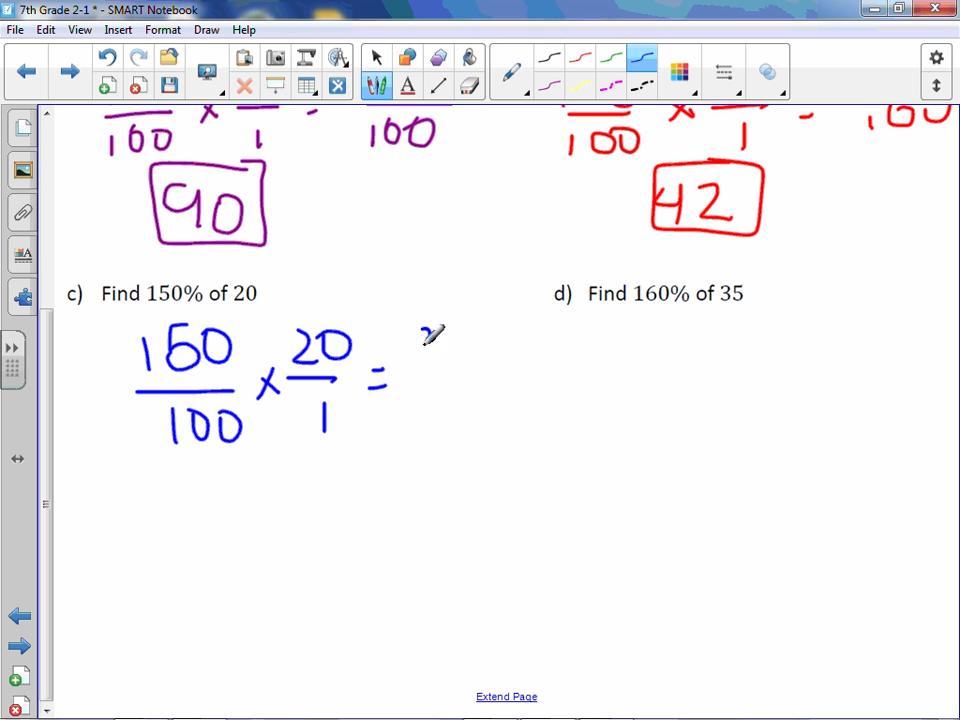 7th Grade 2-1 * - SMART Notebook
File Edit View Insert Format Draw Help
100 × 1 = 100
100 × 1 = 100
90
42
c) Find 150% of 20
d) Find 160% of 35
150 × 20 =
100 1
Extend Page